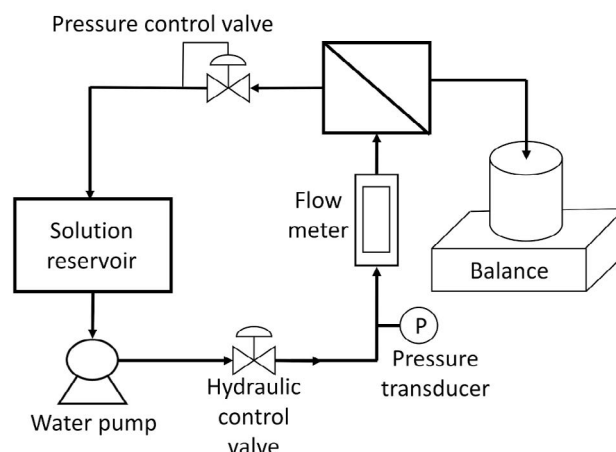 Pressure control valve
Flow
meter
Solution
reservoir
Balance
P
Pressure
transducer
Hydraulic
control
valve
Water pump